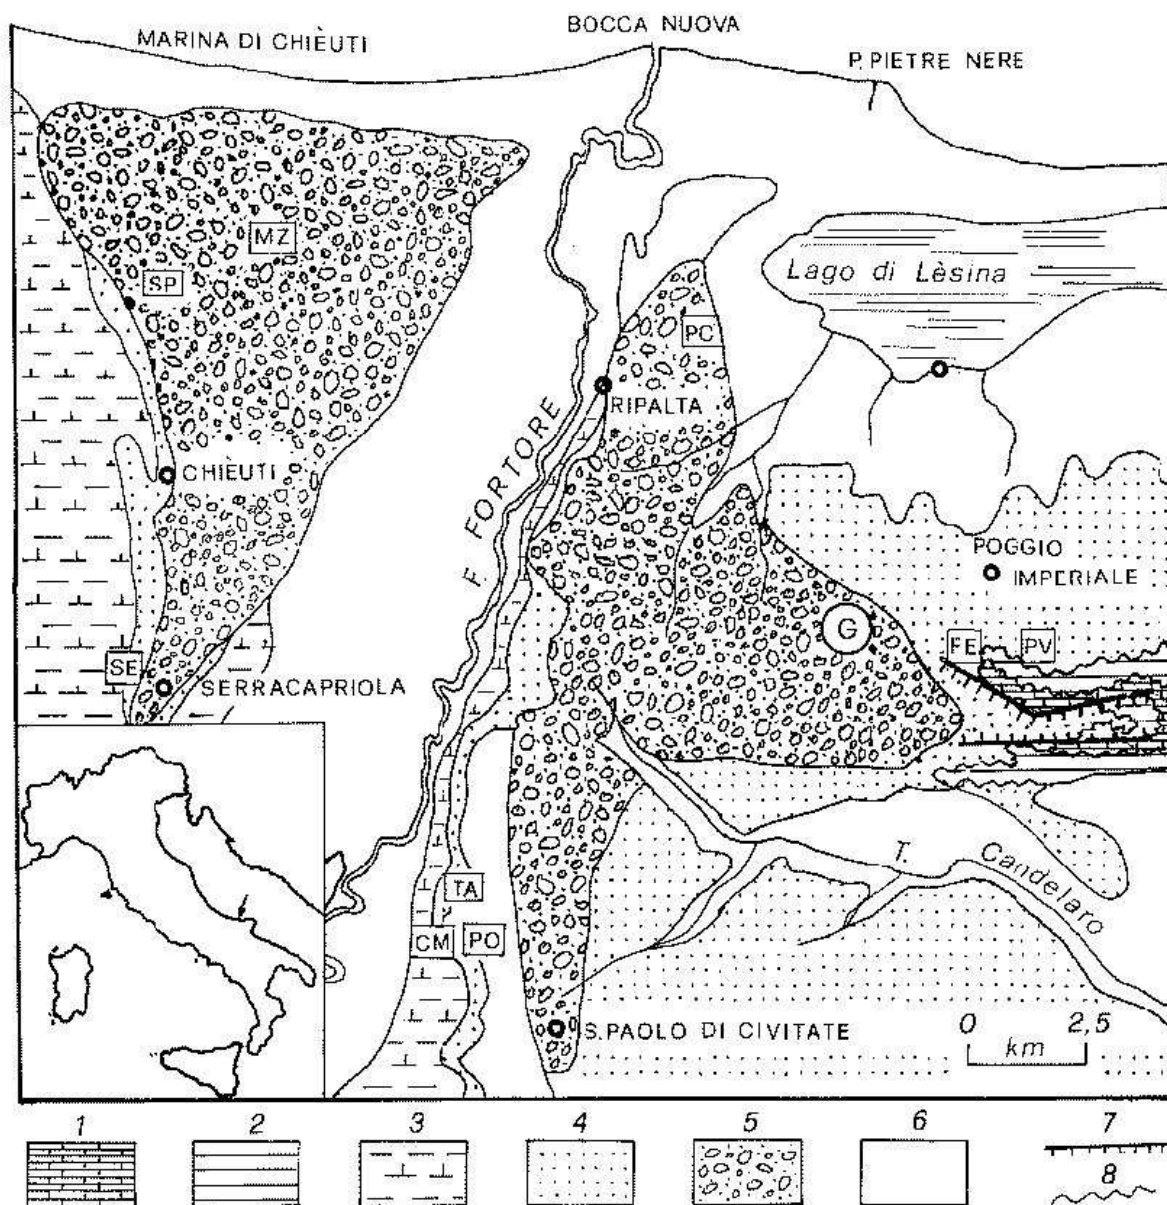 BOCCA NUOVA
MARINA DI CHIÈUTI
P. PIETRE NERE
MZ
Lago di Lèsina
SP
PC
RIPALTA
F. FORTORE
CHIÈUTI
POGGIO
IMPERIALE
G
FE
PV
SE
SERRACAPRIOLA
T. Candelaro
TA
CM
PO
S. PAOLO DI CIVITATE
0 2,5
km
1 2 3 4 5 6 7
8